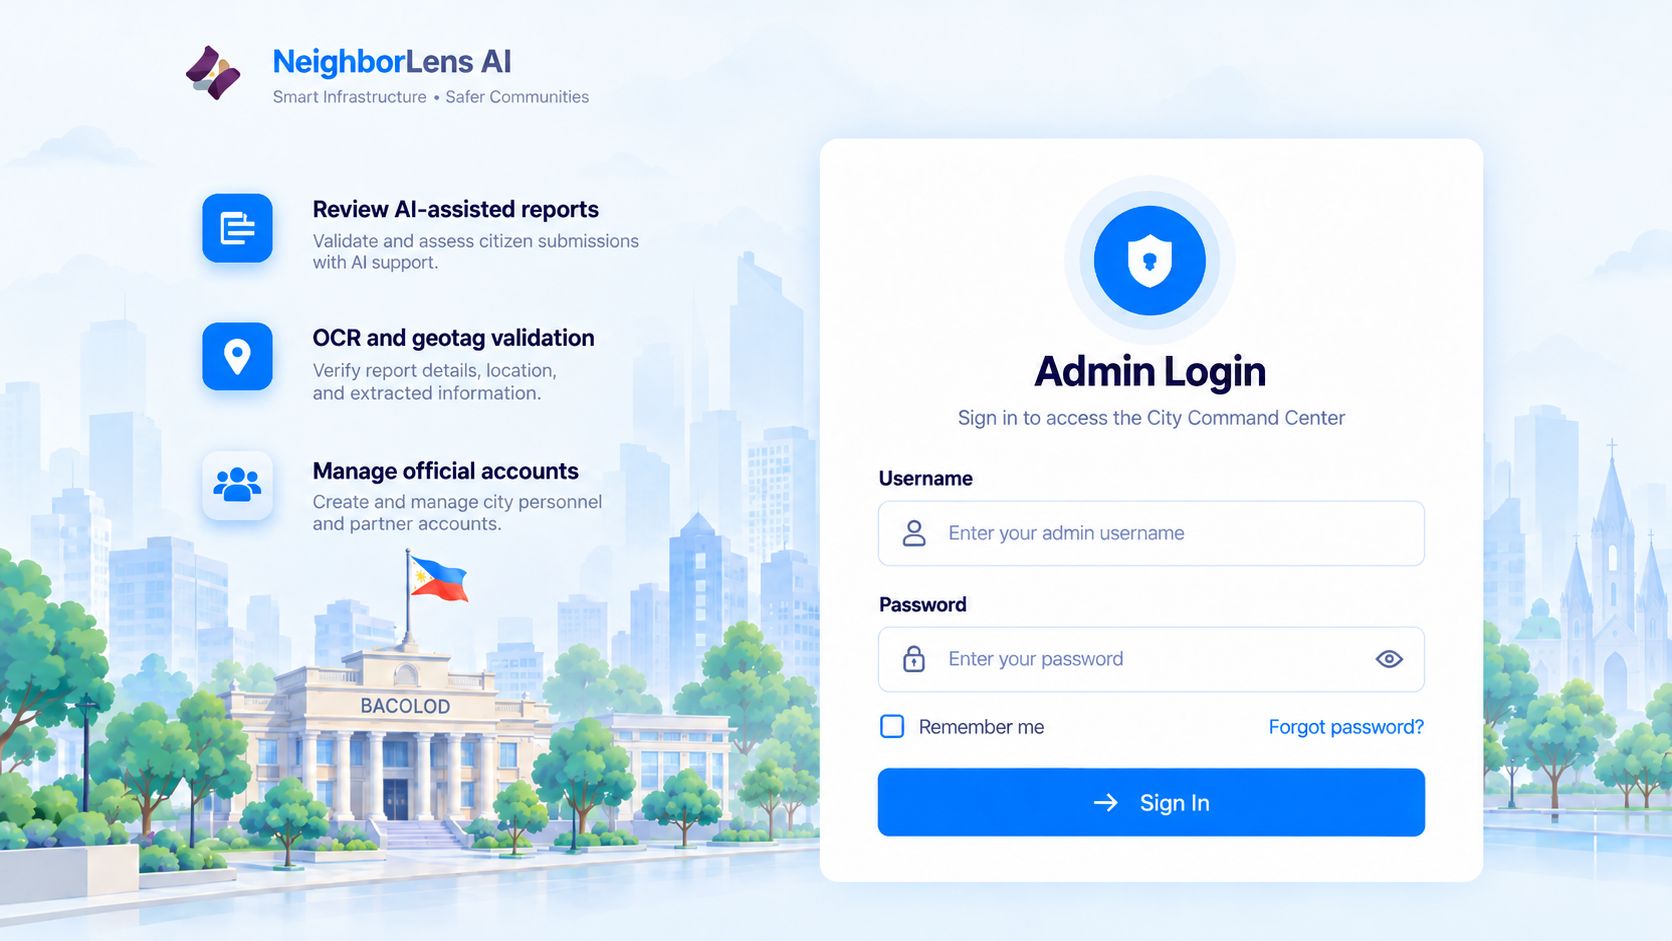 NeighborLens AI
Smart Infrastructure • Safer Communities
Review AI-assisted reports
Validate and assess citizen submissions
with AI support.
OCR and geotag validation
Verify report details, location,
and extracted information.
Manage official accounts
Create and manage city personnel
and partner accounts.
BACOLOD
Admin Login
Sign in to access the City Command Center
Username
Enter your admin username
Password
Enter your password
Remember me
Forgot password?
Sign In